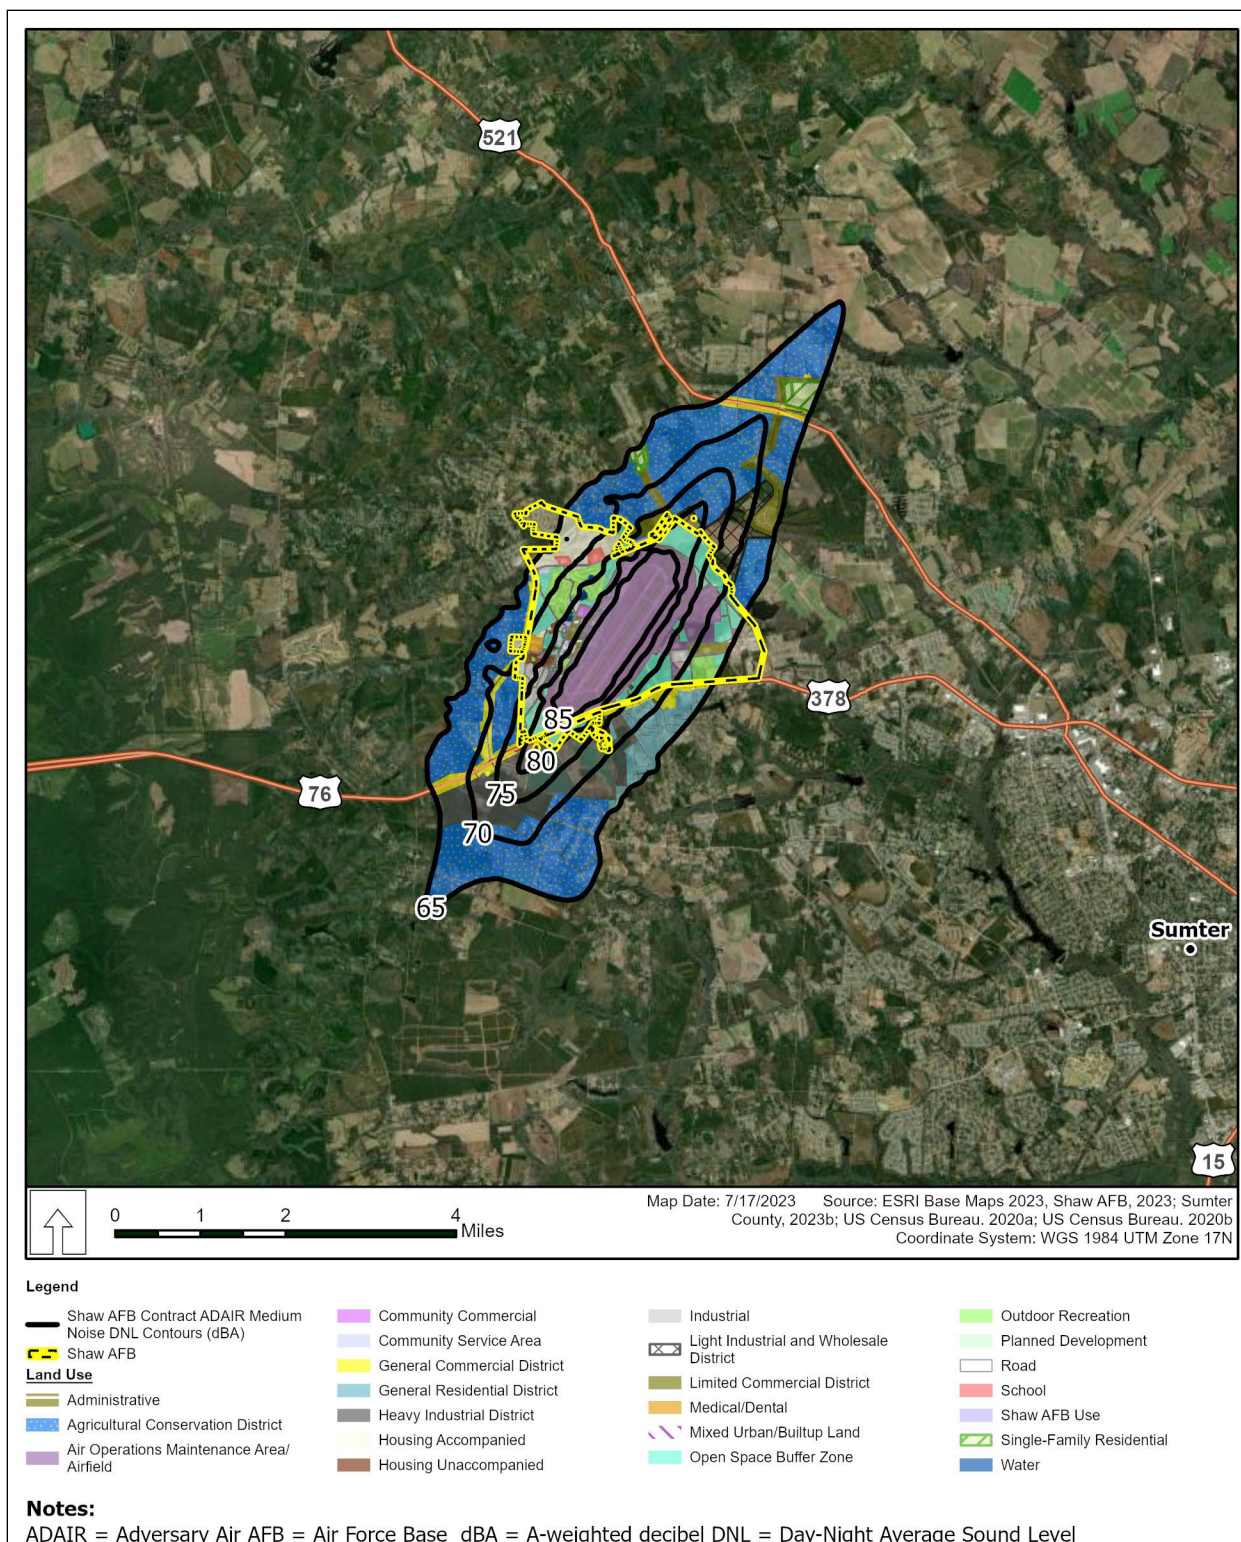 521
378
85
80
76
75
70
65
Sumter
15
0 1 2 4
Miles
Map Date: 7/17/2023 Source: ESRI Base Maps 2023, Shaw AFB, 2023; Sumter
County, 2023b; US Census Bureau. 2020a; US Census Bureau. 2020b
Coordinate System: WGS 1984 UTM Zone 17N
Legend
Shaw AFB Contract ADAIR Medium
Noise DNL Contours (dBA)
Shaw AFB
Land Use
Administrative
Agricultural Conservation District
Air Operations Maintenance Area/
Airfield
Community Commercial
Community Service Area
General Commercial District
General Residential District
Heavy Industrial District
Housing Accompanied
Housing Unaccompanied
Industrial
Light Industrial and Wholesale
District
Limited Commercial District
Medical/Dental
Mixed Urban/Builtup Land
Open Space Buffer Zone
Outdoor Recreation
Planned Development
Road
School
Shaw AFB Use
Single-Family Residential
Water
Notes:
ADAIR = Adversary Air AFB = Air Force Base dBA = A-weighted decibel DNL = Day-Night Average Sound Level